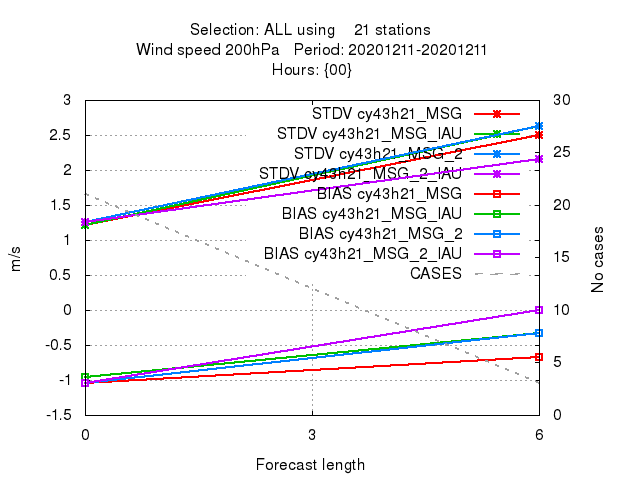 Selection: ALL using 21 stations
Wind speed 200hPa Period: 20201211-20201211
Hours: {00}
3
2.5
2
1.5
1
0.5
0
-0.5
-1
-1.5
30
25
20
15
10
5
0
STDV cy43h21_MSG
STDV cy43h21_MSG_IAU
STDV cy43h21_MSG_2
STDV cy43h21_MSG_2_IAU
BIAS cy43h21_MSG
BIAS cy43h21_MSG_IAU
BIAS cy43h21_MSG_2
BIAS cy43h21_MSG_2_IAU
CASES
m/s
No cases
0
3
6
Forecast length